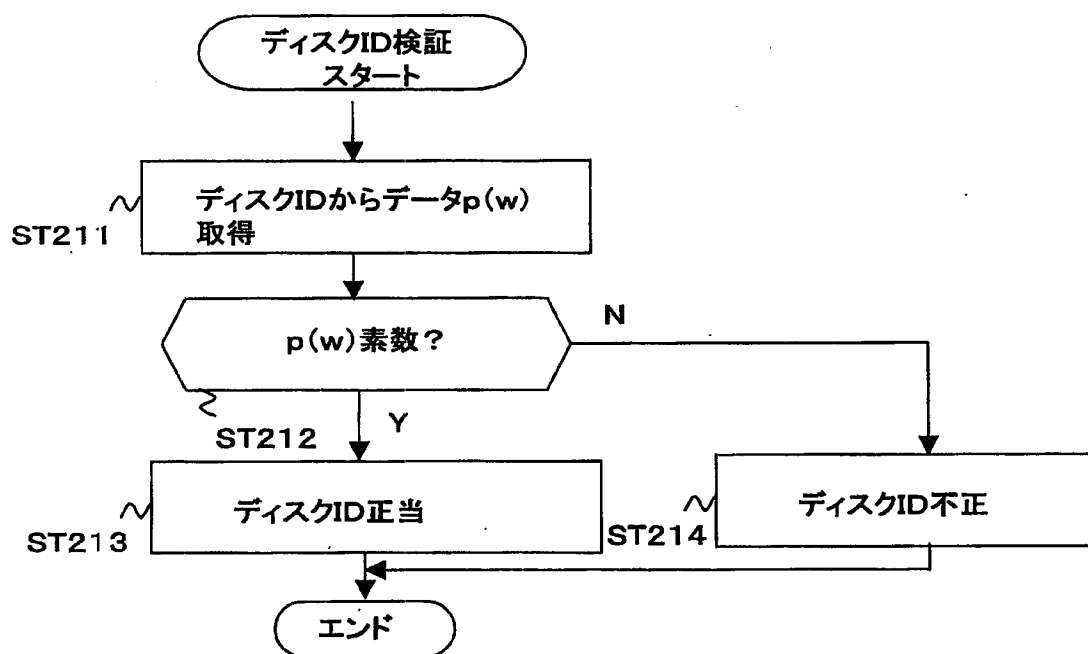 ディスクID検証
スタート
ディスクIDからデータp(w)
取得
ST211
p(w)素数?
N
Y
ST212
ディスクID正当
ST213
ディスクID不正
ST214
エンド